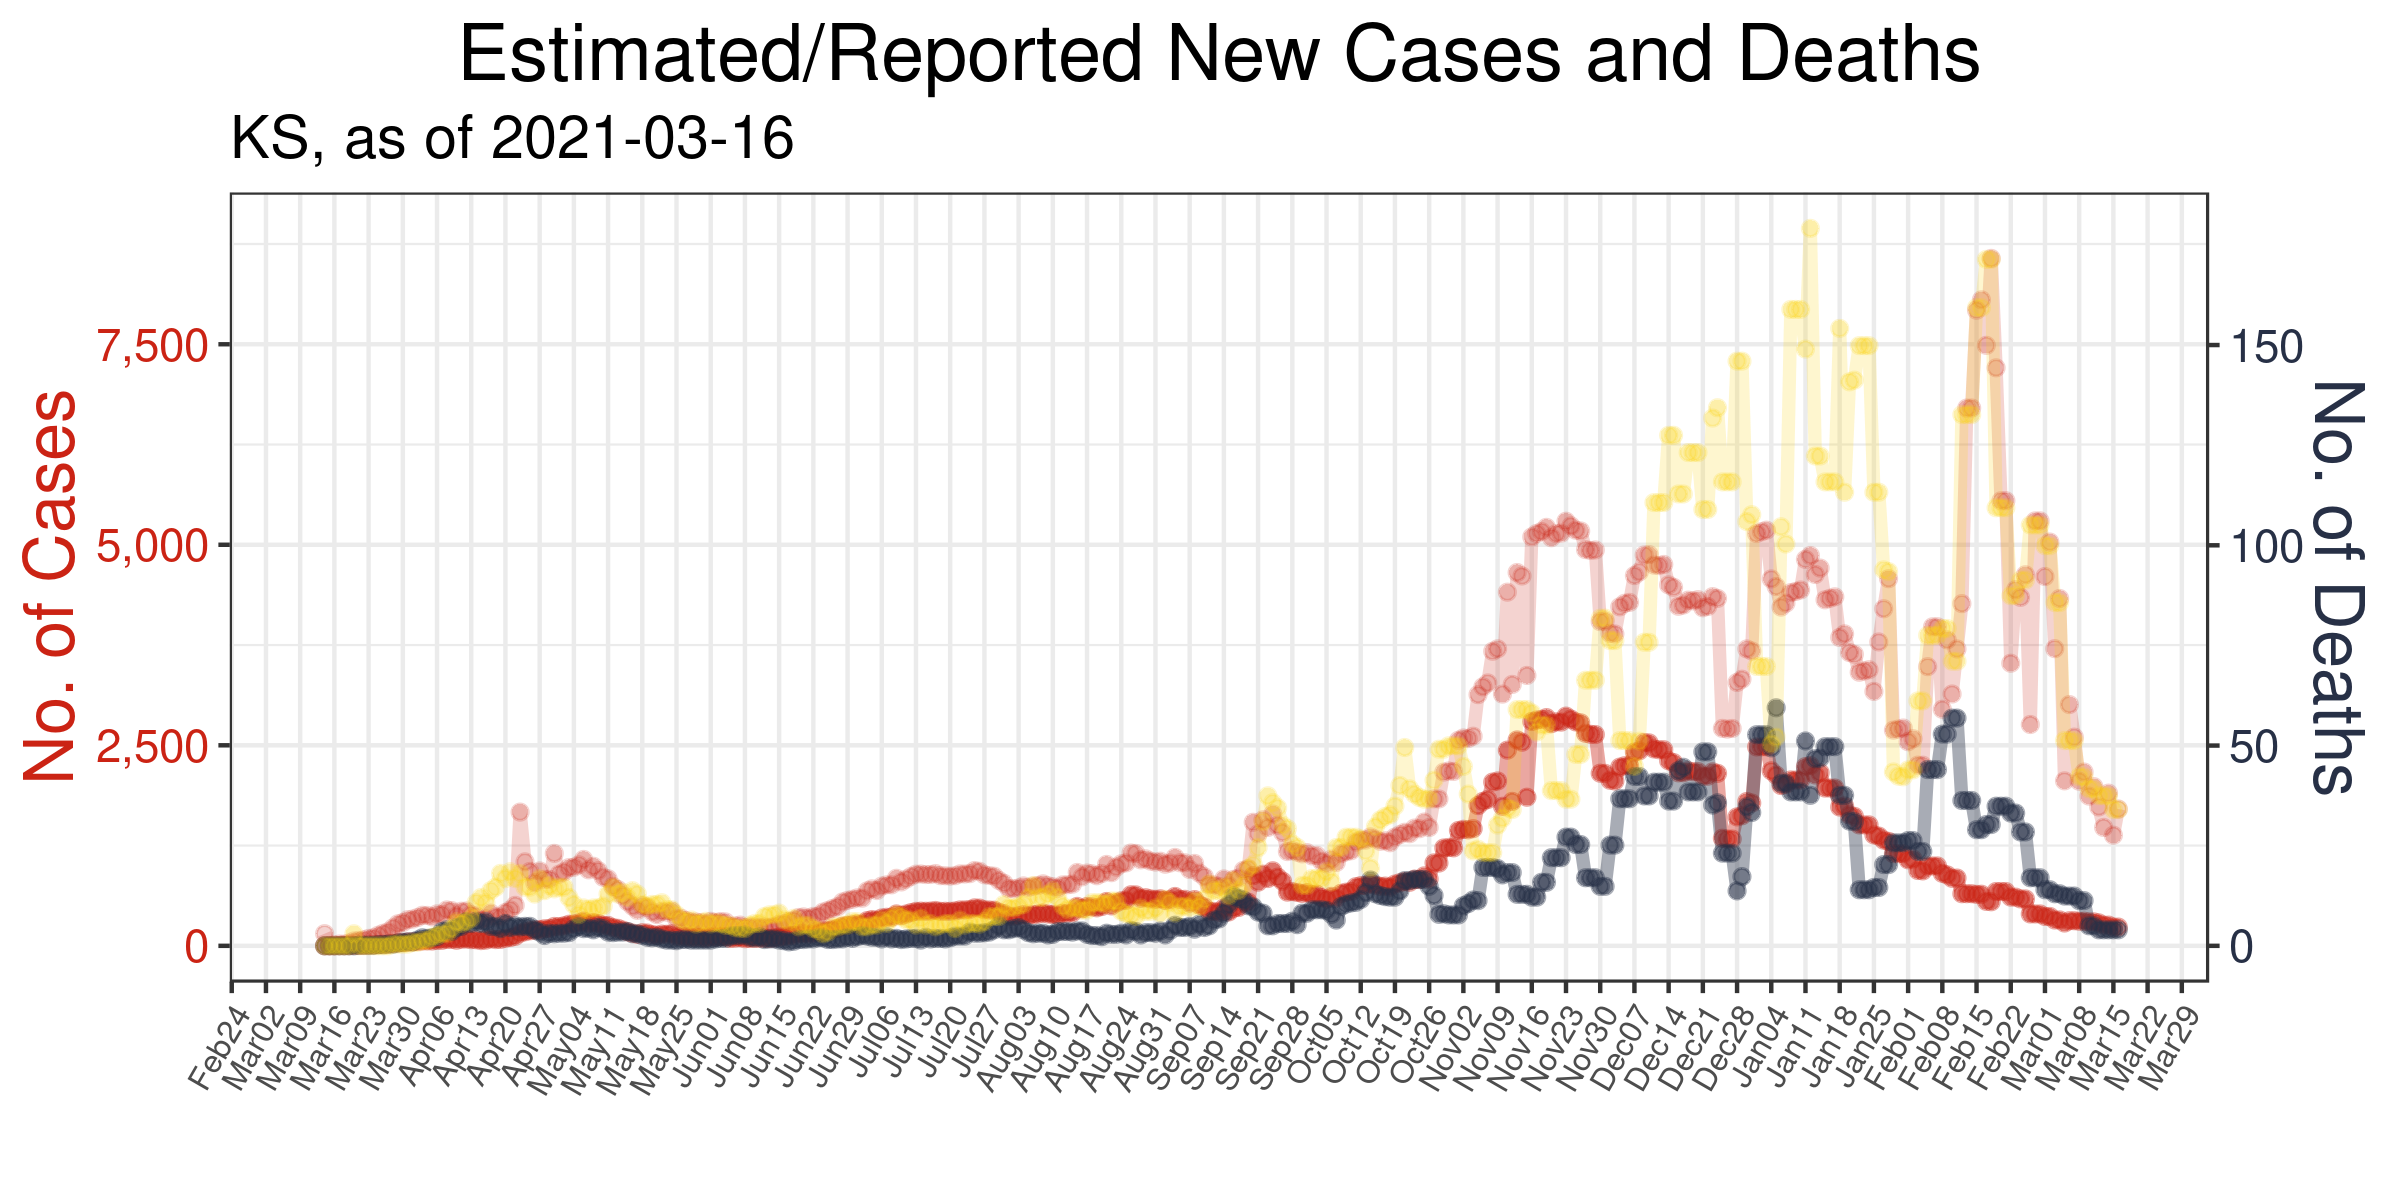 Estimated/Reported New Cases and Deaths
KS, as of 2021-03-16
No. of Cases
7,500
5,000
2,500
0
150
100
50
0
No. of Deaths
Feb24
Mar02
Mar09
Mar16
Mar23
Mar30
Apr06
Apr13
Apr20
Apr27
May04
May11
May18
May25
Jun01
Jun08
Jun15
Jun22
Jun29
Jul06
Jul13
Jul20
Jul27
Aug03
Aug10
Aug17
Aug24
Aug31
Sep07
Sep14
Sep21
Sep28
Oct05
Oct12
Oct19
Oct26
Nov02
Nov09
Nov16
Nov23
Nov30
Dec07
Dec14
Dec21
Dec28
Jan04
Jan11
Jan18
Jan25
Feb01
Feb08
Feb15
Feb22
Mar01
Mar08
Mar15
Mar22
Mar29